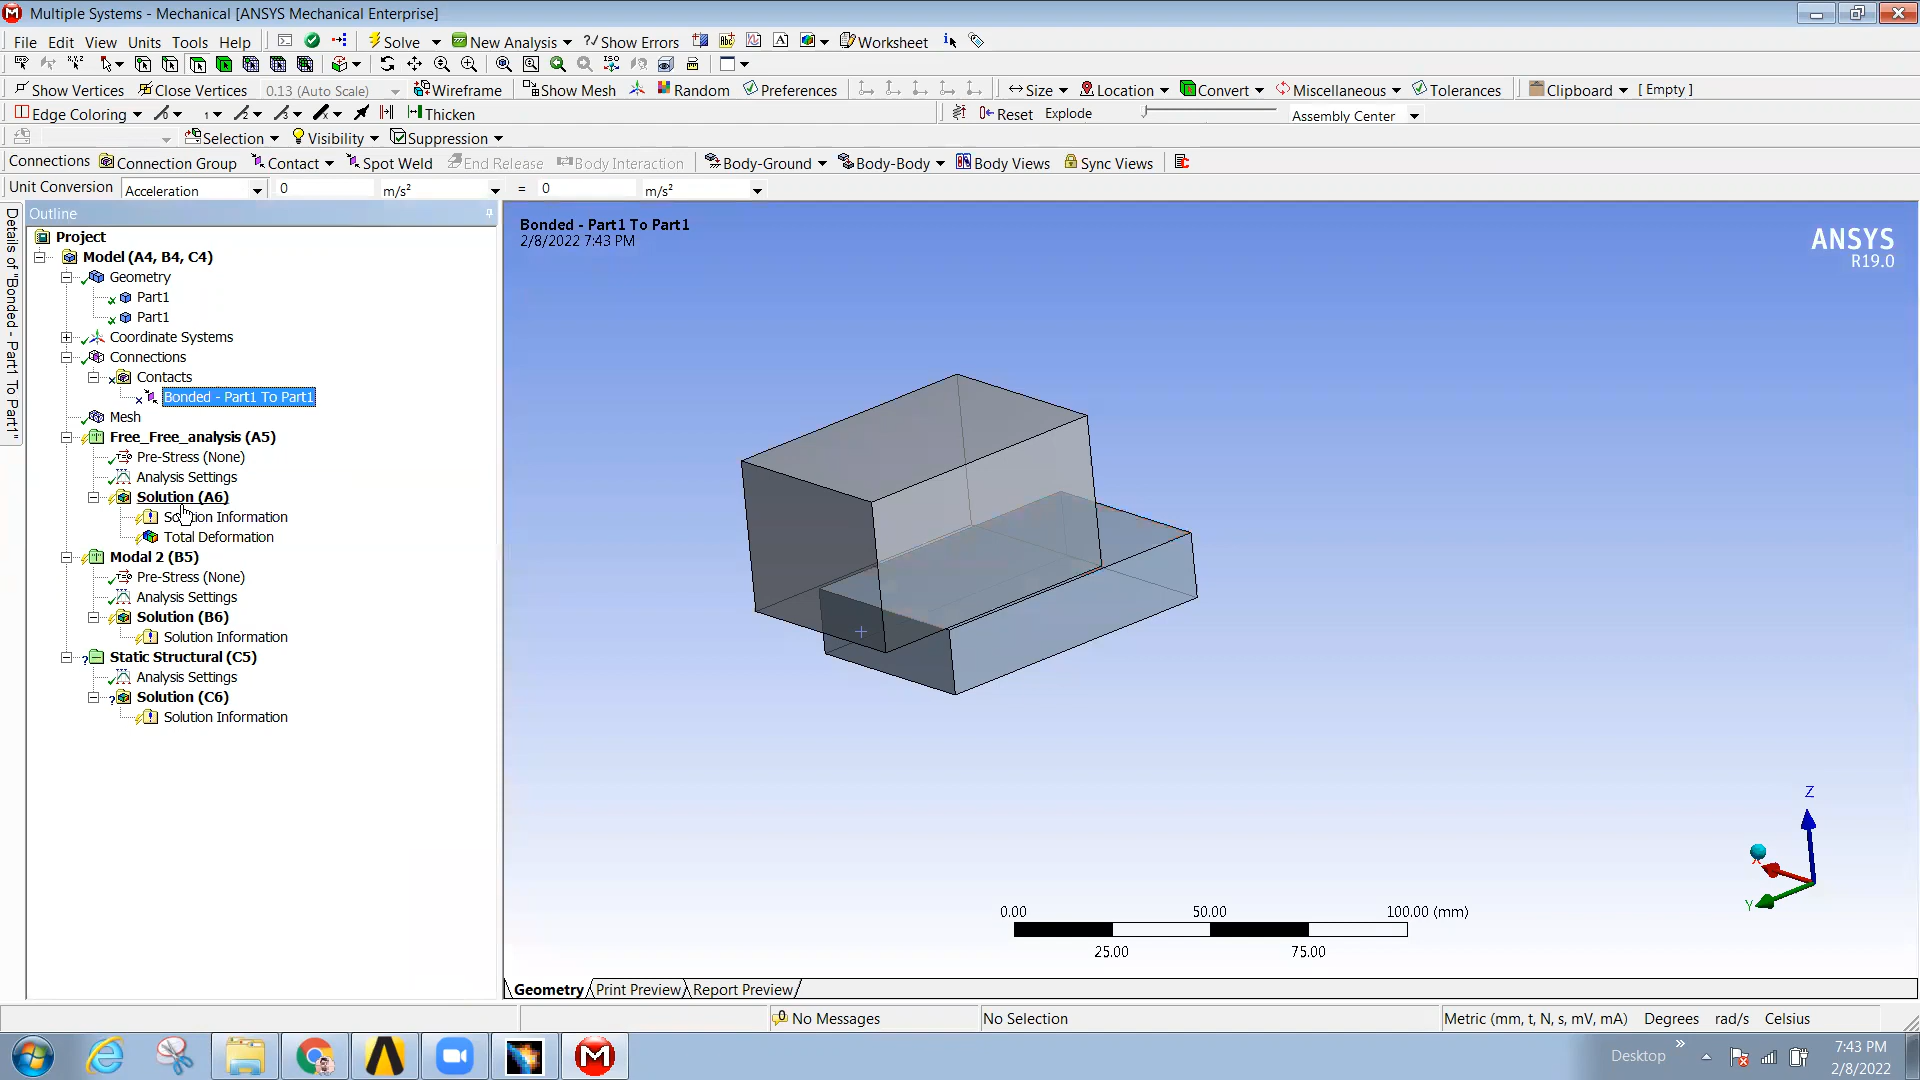 Multiple Systems - Mechanical [ANSYS Mechanical Enterprise]
File Edit View Units Tools Help Solve New Analysis ?/Show Errors Worksheet
Show Vertices Close Vertices 0.13 (Auto Scale) Wireframe Show Mesh Random Preferences Size Location Convert Miscellaneous Tolerances Clipboard [ Empty ]
Edge Coloring Thicken Reset Explode Assembly Center
Selection Visibility Suppression
Connections Connection Group Contact Spot Weld End Release Body Interaction Body-Ground Body-Body Body Views Sync Views
Unit Conversion Acceleration 0 m/s² = 0 m/s²
Details of "Bonded - Part1 To Part1"
Outline
Project
Model (A4, B4, C4)
Geometry
Part1
Part1
Coordinate Systems
Connections
Contacts
Bonded - Part1 To Part1
Mesh
Free_Free_analysis (A5)
Pre-Stress (None)
Analysis Settings
Solution (A6)
Solution Information
Total Deformation
Modal 2 (B5)
Pre-Stress (None)
Analysis Settings
Solution (B6)
Solution Information
Static Structural (C5)
Analysis Settings
Solution (C6)
Solution Information
Bonded - Part1 To Part1
2/8/2022 7:43 PM
ANSYS
R19.0
Z
X
Y
0.00 50.00 100.00 (mm)
25.00 75.00
Geometry Print Preview Report Preview
No Messages No Selection Metric (mm, t, N, s, mV, mA) Degrees rad/s Celsius
Desktop
7:43 PM
2/8/2022